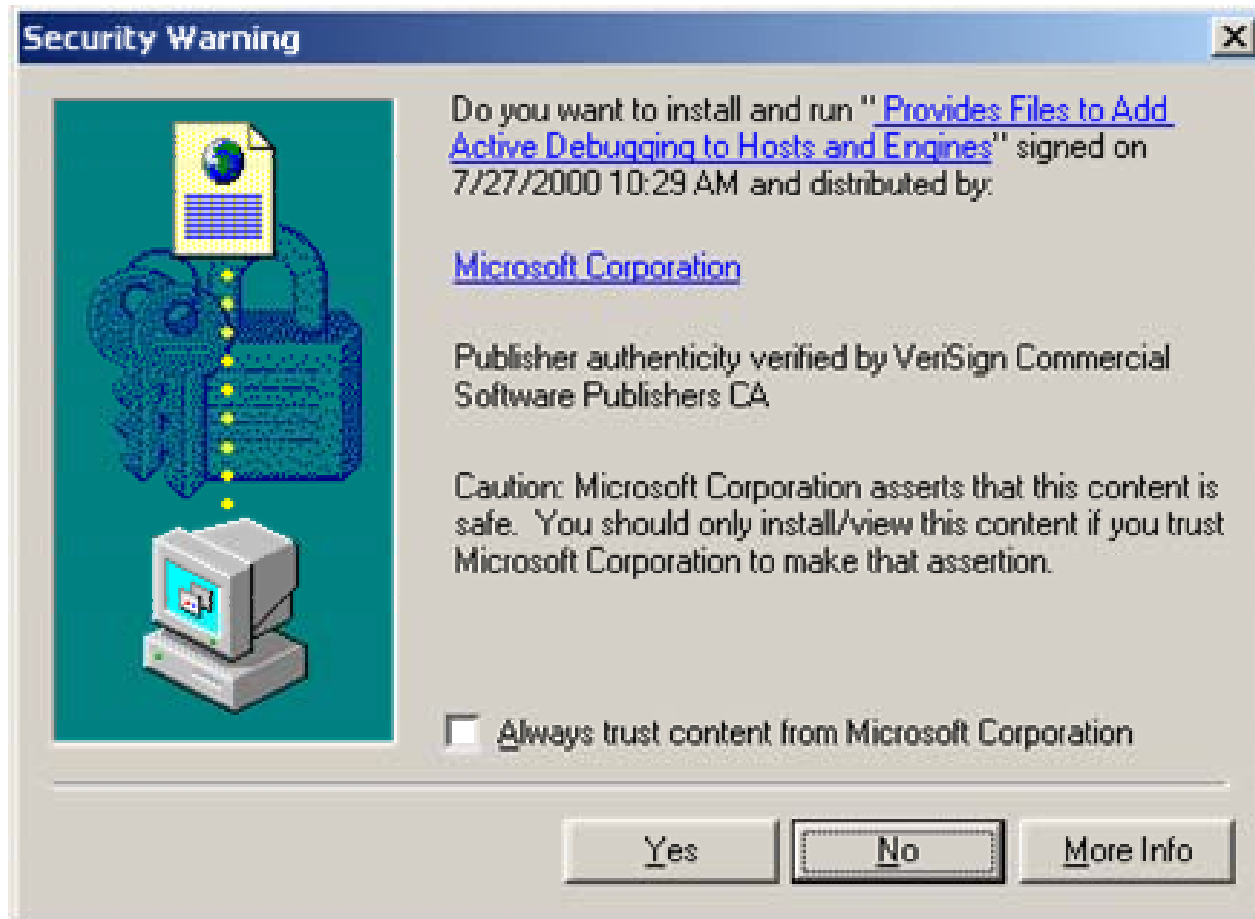 Security Warning
Do you want to install and run " Provides Files to Add
Active Debugging to Hosts and Engines" signed on
7/27/2000 10:29 AM and distributed by:
Microsoft Corporation
Publisher authenticity verified by VeriSign Commercial
Software Publishers CA
Caution: Microsoft Corporation asserts that this content is
safe.  You should only install/view this content if you trust
Microsoft Corporation to make that assertion.
Always trust content from Microsoft Corporation
Yes
No
More Info